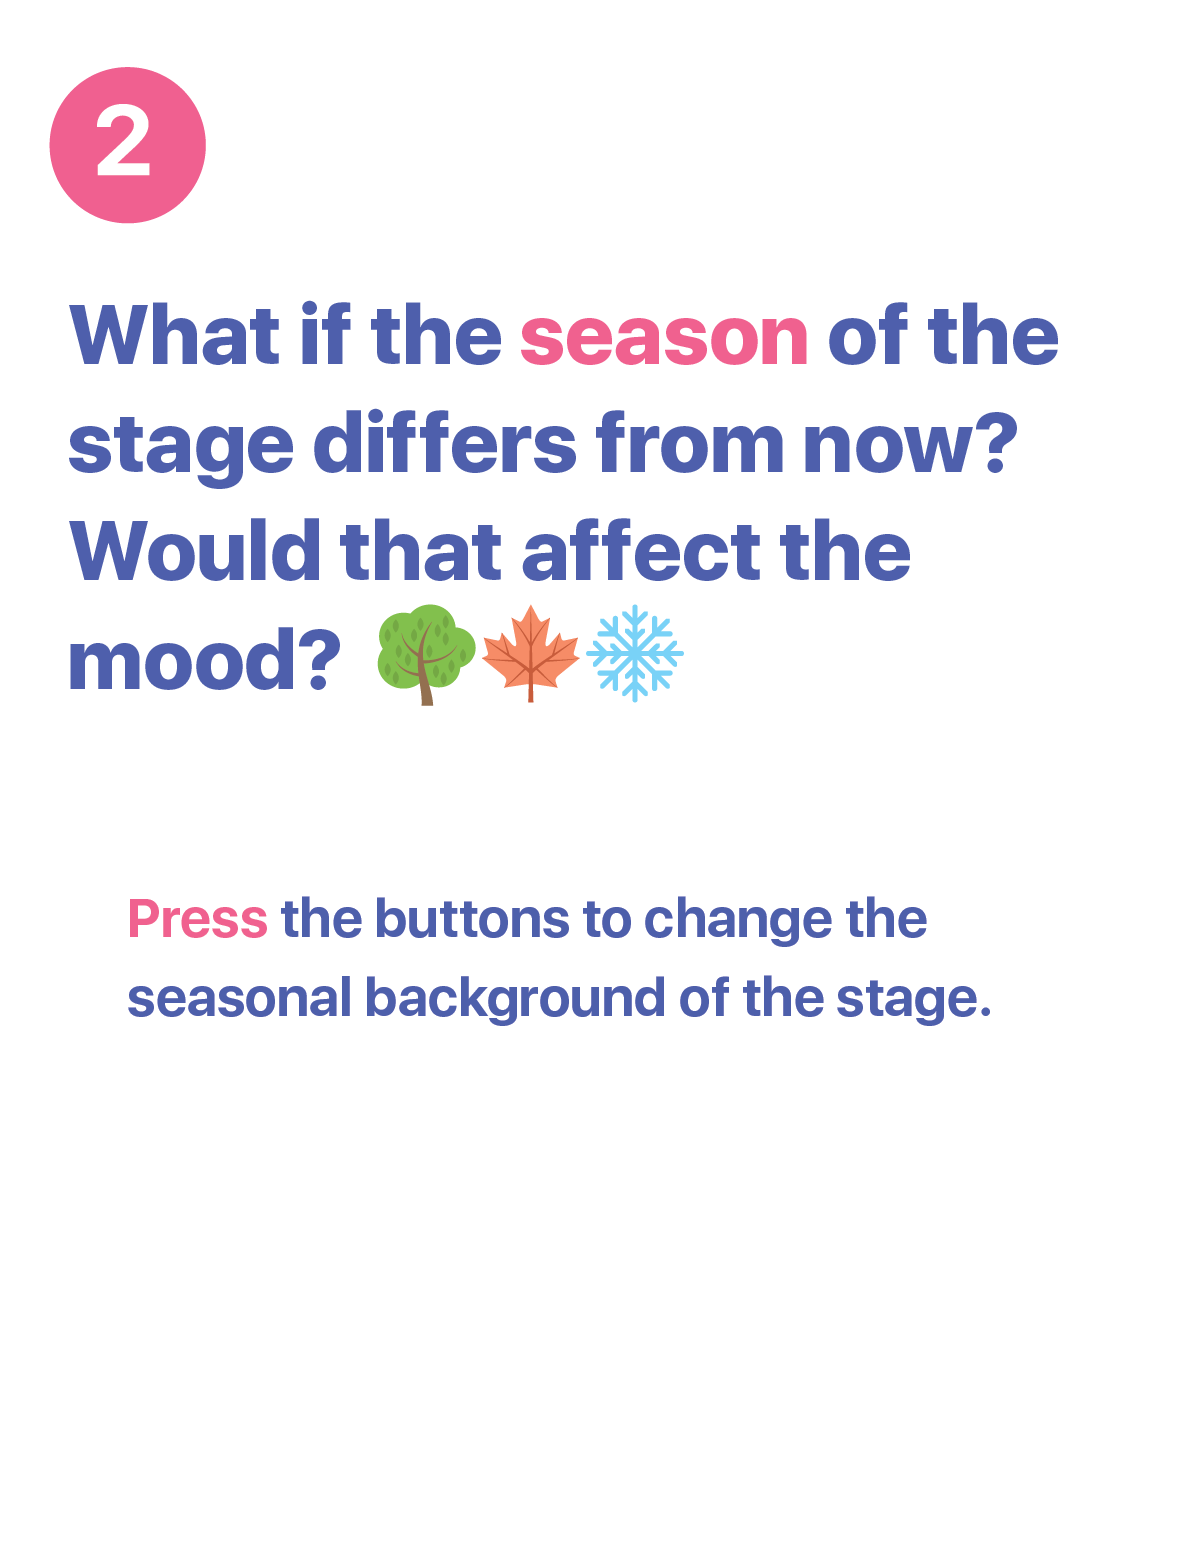 2
What if the season of the
stage differs from now?
Would that affect the
mood? 🌳🍁❄️
Press the buttons to change the
seasonal background of the stage.